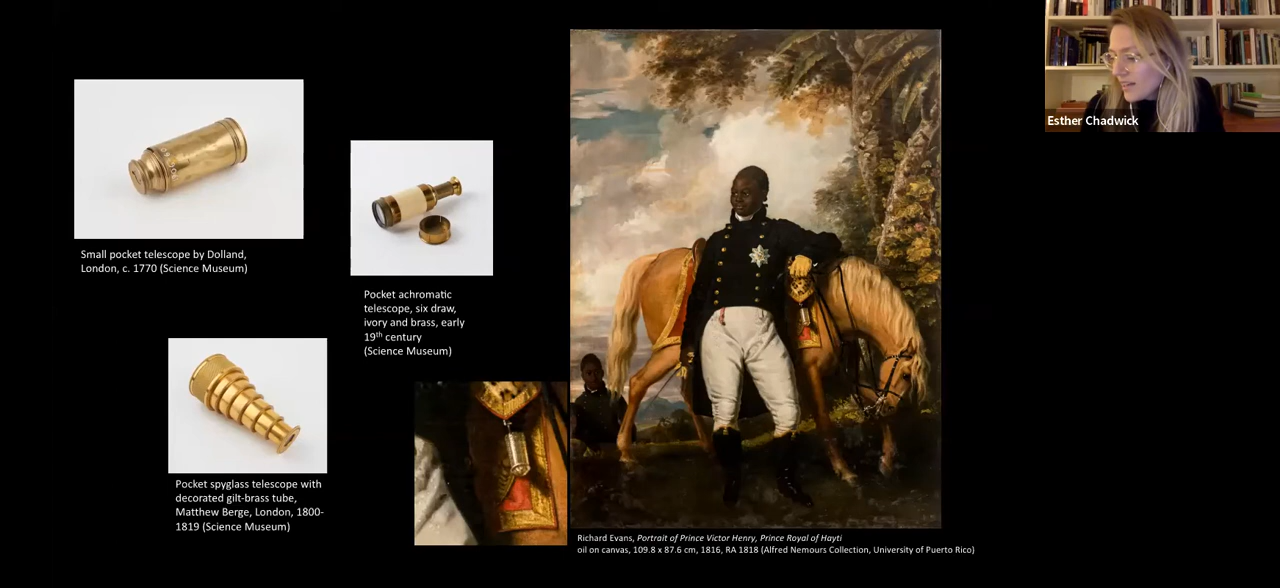 Esther Chadwick
Small pocket telescope by Dolland,
London, c. 1770 (Science Museum)
Pocket achromatic
telescope, six draw,
ivory and brass, early
19th century
(Science Museum)
Pocket spyglass telescope with
decorated gilt-brass tube,
Matthew Berge, London, 1800-
1819 (Science Museum)
Richard Evans, Portrait of Prince Victor Henry, Prince Royal of Hayti
oil on canvas, 109.8 x 87.6 cm, 1816, RA 1818 (Alfred Nemours Collection, University of Puerto Rico)